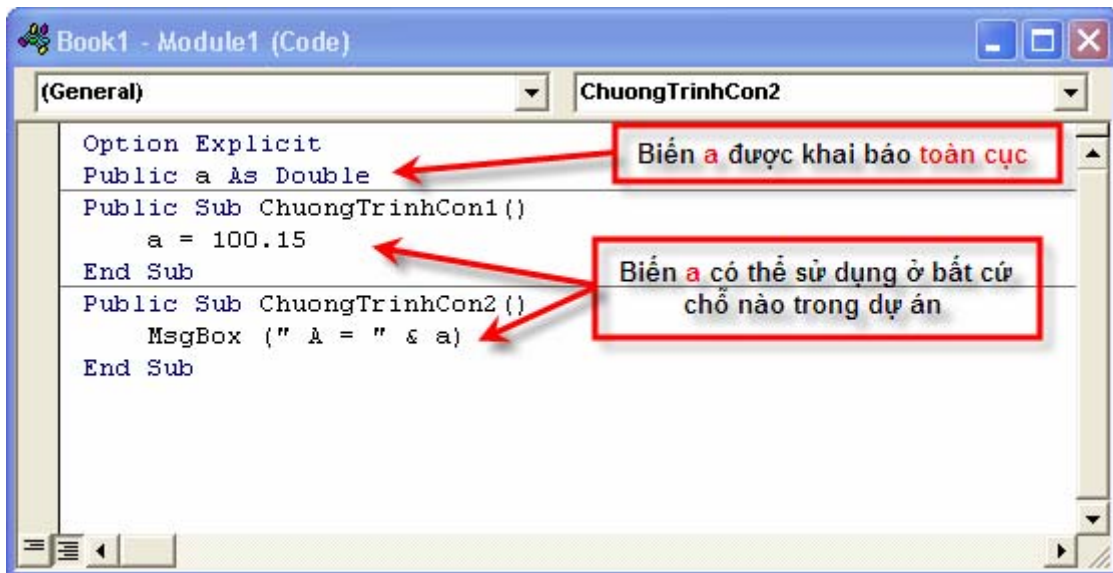 Book1 - Module1 (Code)
(General)
ChuongTrinhCon2
Option Explicit
Public a As Double
Biến a được khai báo toàn cục
Public Sub ChuongTrinhCon1()
a = 100.15
End Sub
Biến a có thể sử dụng ở bất cứ
chỗ nào trong dự án
Public Sub ChuongTrinhCon2()
MsgBox (" A = " & a)
End Sub